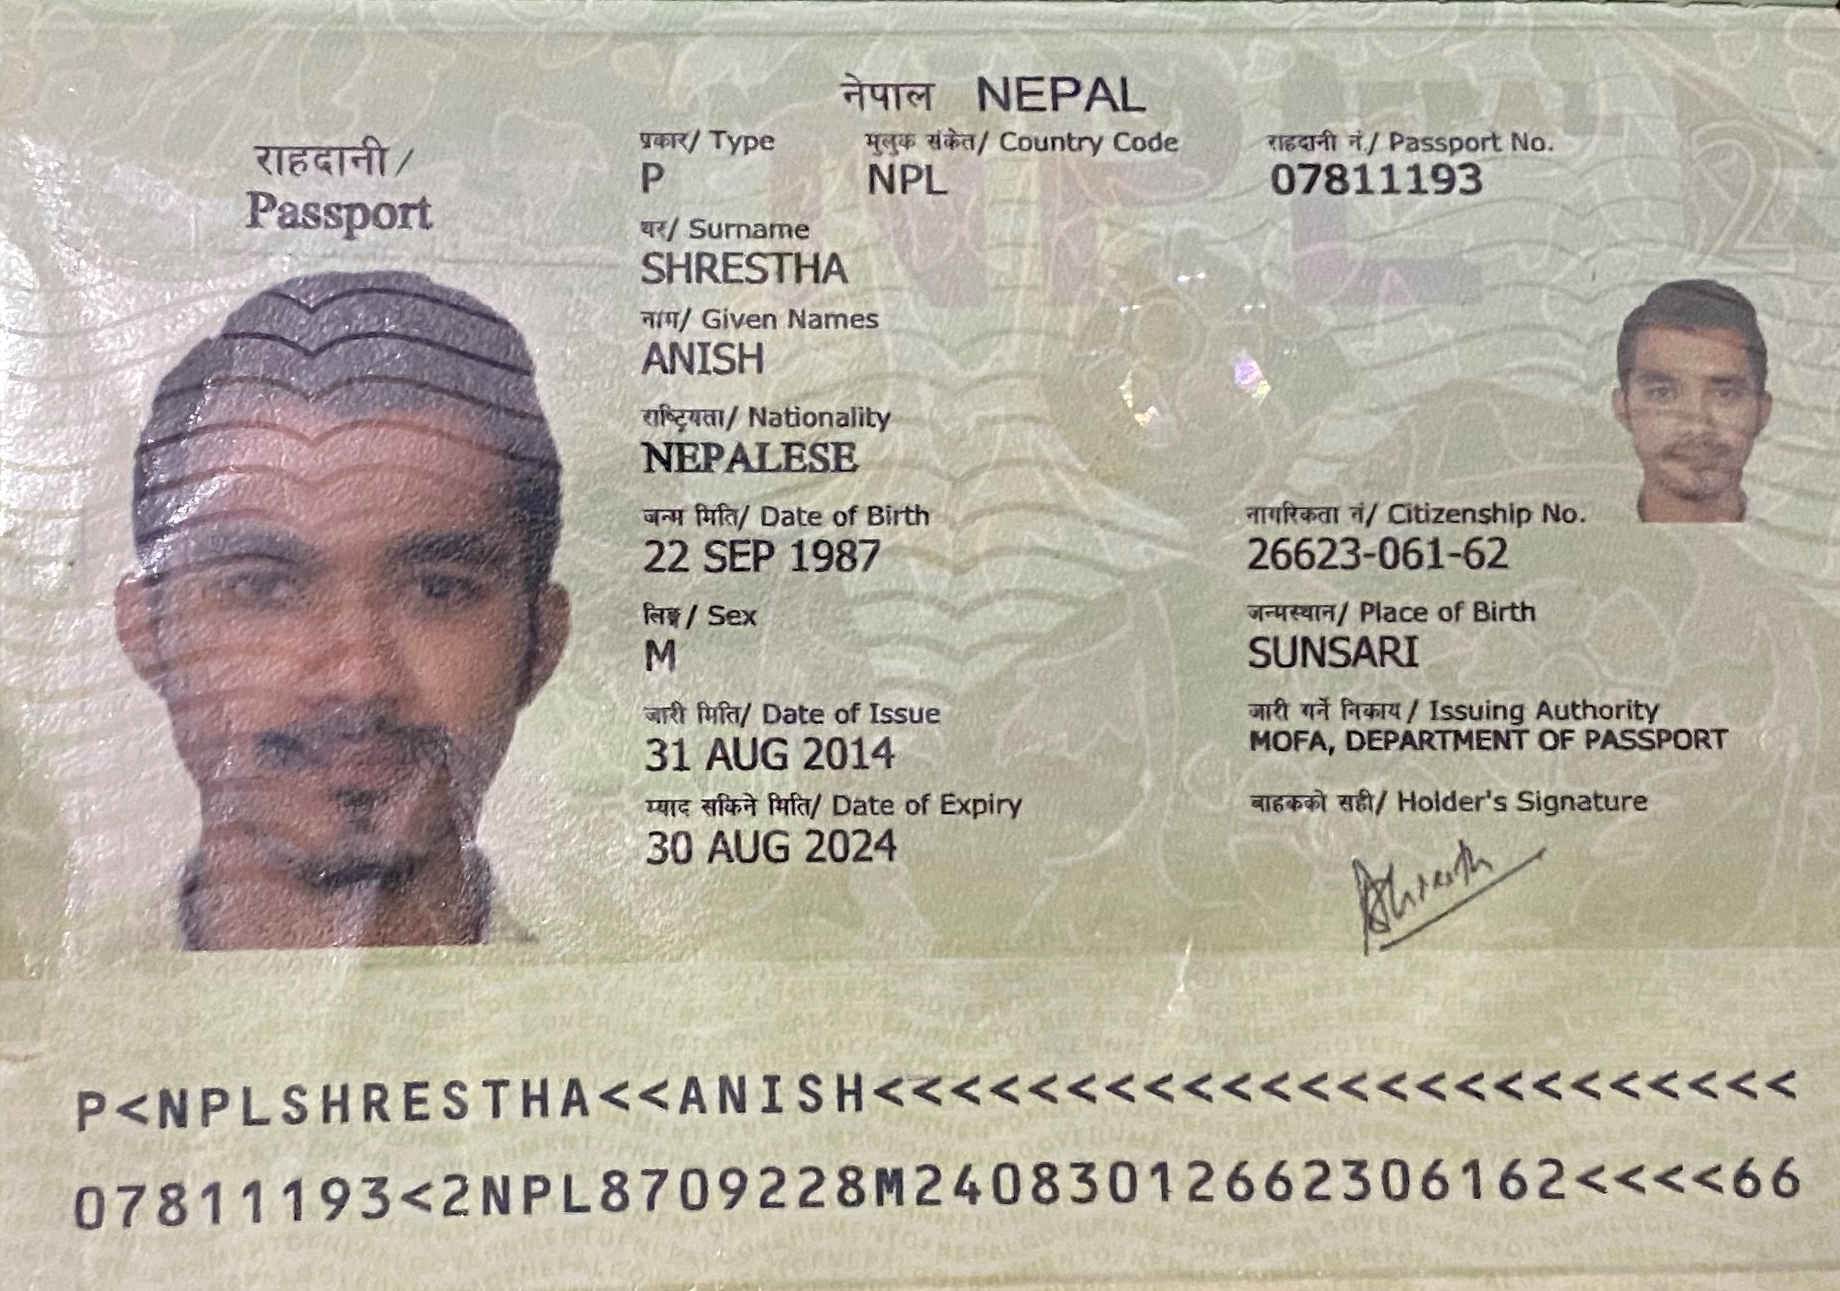 नेपाल NEPAL
राहदानी /
Passport
प्रकार/ Type
P
मुलुक संकेत/ Country Code
NPL
राहदानी नं./ Passport No.
07811193
थर/ Surname
SHRESTHA
नाम/ Given Names
ANISH
राष्ट्रियता/ Nationality
NEPALESE
जन्म मिति/ Date of Birth
22 SEP 1987
नागरिकता नं/ Citizenship No.
26623-061-62
लिङ्ग / Sex
M
जन्मस्थान/ Place of Birth
SUNSARI
जारी मिति/ Date of Issue
31 AUG 2014
जारी गर्ने निकाय / Issuing Authority
MOFA, DEPARTMENT OF PASSPORT
म्याद सकिने मिति/ Date of Expiry
30 AUG 2024
बाहकको सही/ Holder's Signature
P<NPLSHRESTHA<<ANISH<<<<<<<<<<<<<<<<<<<<<<<<
07811193<2NPL8709228M24083012662306162<<<<66